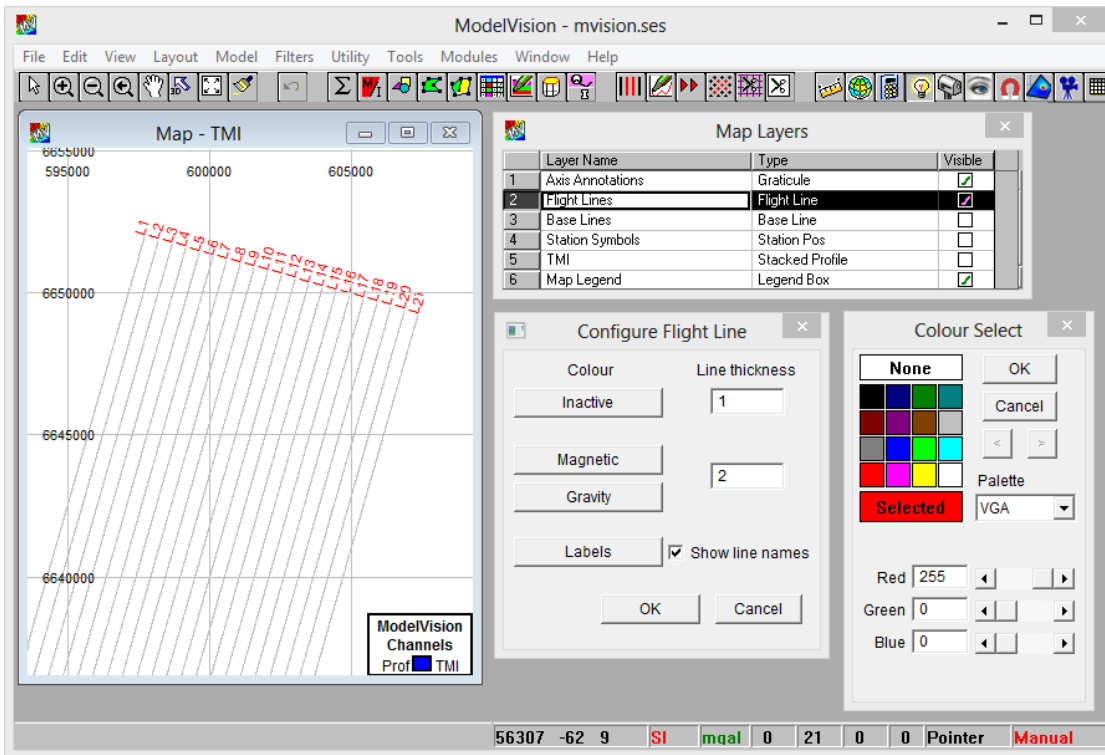 ModelVision - mvision.ses
File Edit View Layout Model Filters Utility Tools Modules Window Help
Map - TMI
6655000
595000 600000 605000
L1 L2 L3 L4 L5 L6 L7 L8 L9 L10 L11 L12 L13 L14 L15 L16 L17 L18 L19 L20 L21
6650000
6645000
6640000
ModelVision
Channels
Prof TMI
Map Layers
Layer Name Type Visible
1 Axis Annotations Graticule
2 Flight Lines Flight Line
3 Base Lines Base Line
4 Station Symbols Station Pos
5 TMI Stacked Profile
6 Map Legend Legend Box
Configure Flight Line
Colour Line thickness
Inactive 1
Magnetic
2
Gravity
Labels Show line names
OK Cancel
Colour Select
None OK
Cancel
< >
Palette
Selected VGA
Red 255
Green 0
Blue 0
56307 -62 9 SI mgal 0 21 0 0 Pointer Manual